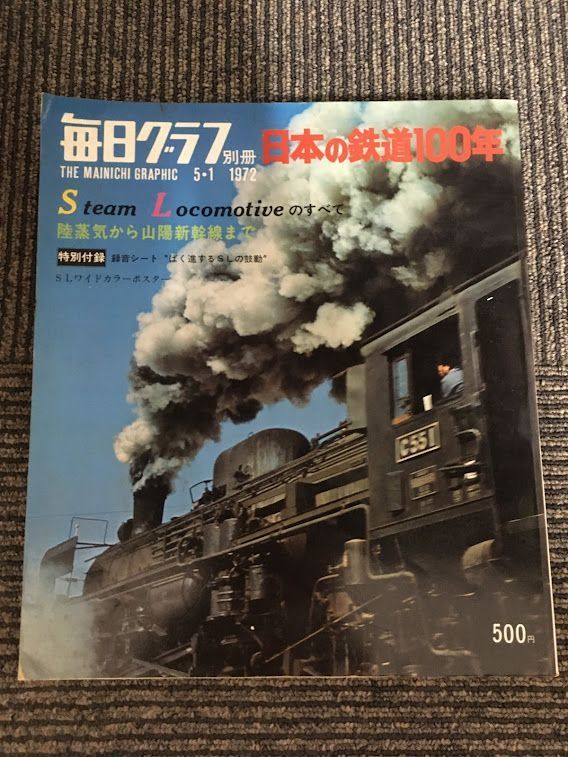 毎日グラフ別冊 日本の鉄道100年
THE MAINICHI GRAPHIC 5・1 1972
Steam Locomotiveのすべて
陸蒸気から山陽新幹線まで
特別付録 録音シート "ばく進するSLの鼓動"
SLワイドカラーポスター
C551
500円